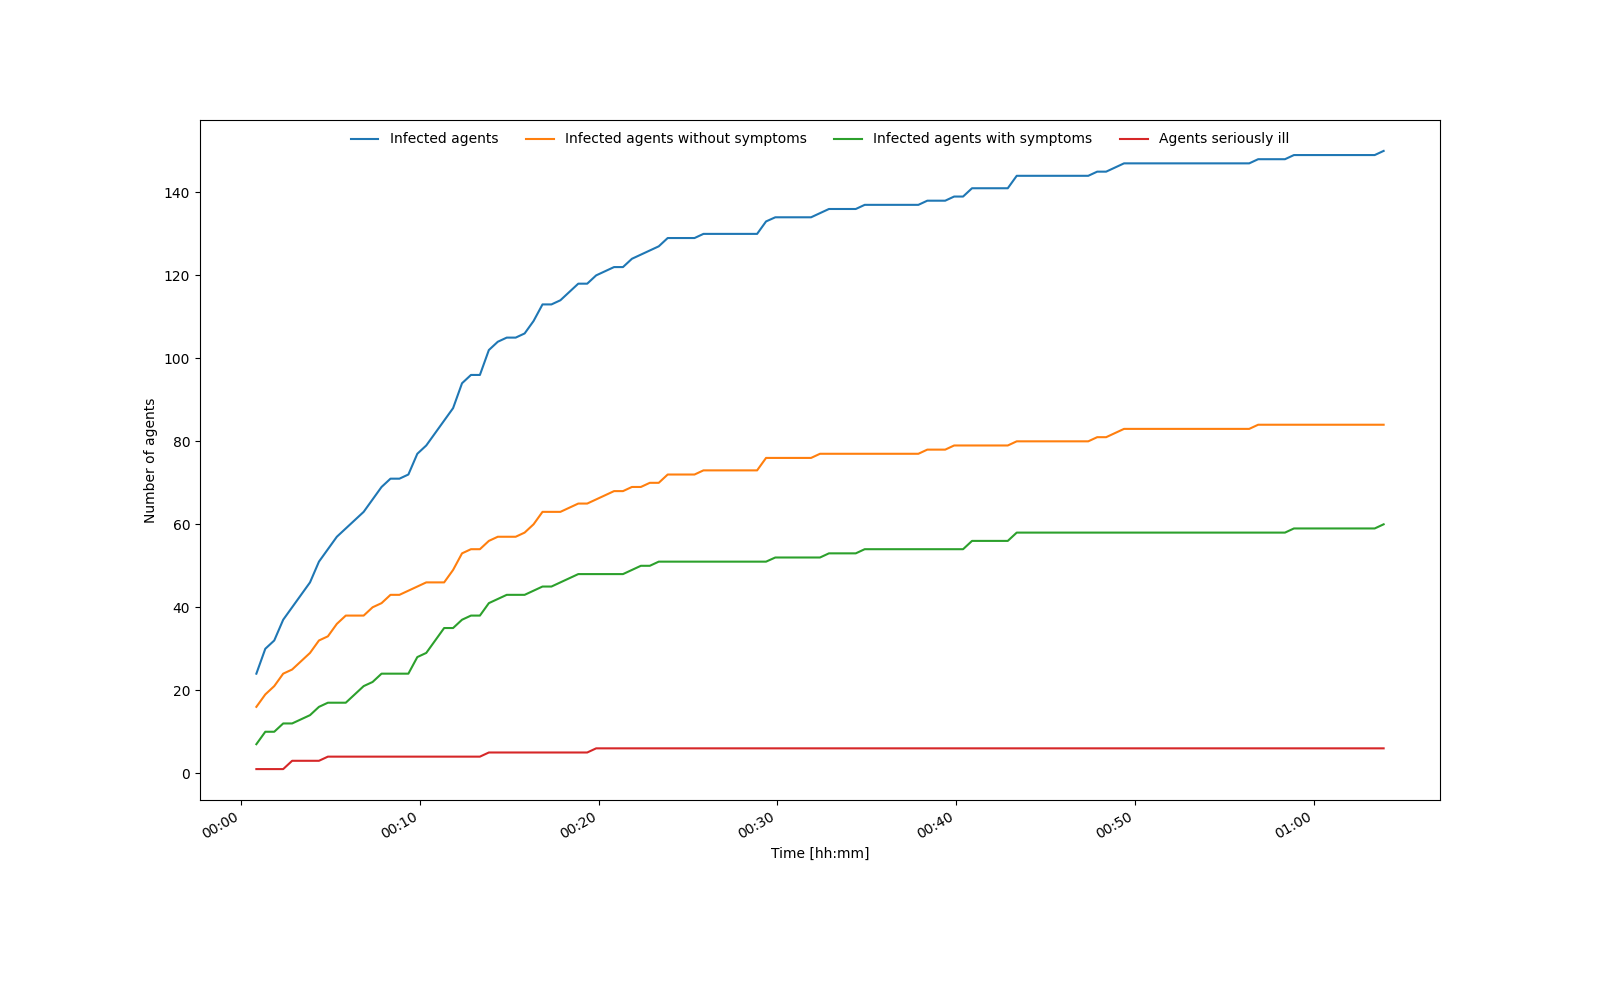 Infected agents Infected agents without symptoms Infected agents with symptoms Agents seriously ill
140
120
100
80
60
40
20
0
Number of agents
00:00 00:10 00:20 00:30 00:40 00:50 01:00
Time [hh:mm]